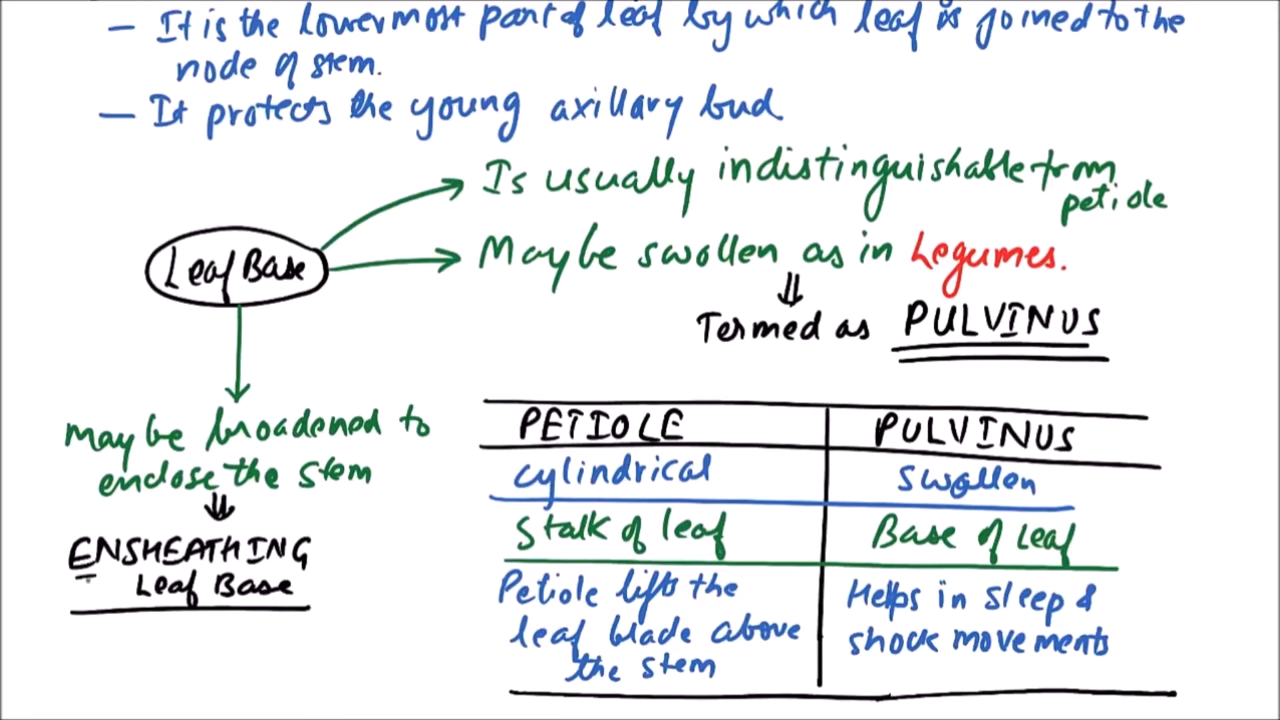 – It is the lowermost part of leaf by which leaf is joined to the
node of stem.
– It protects the young axillary bud
Is usually indistinguishable from
petiole
Leaf Base
May be swollen as in Legumes.
Termed as PULVINUS
May be broadened to
enclose the stem
ENSHEATHING
Leaf Base
PETIOLE PULVINUS
Cylindrical Swollen
Stalk of leaf Base of Leaf
Petiole lifts the
leaf blade above
the stem
Helps in sleep &
shock movements